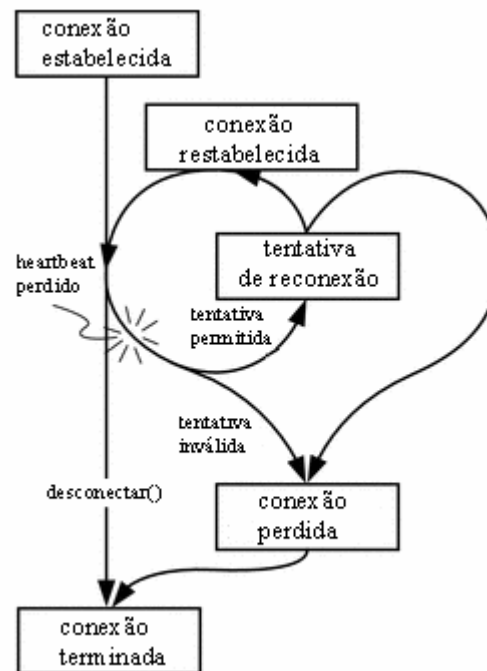 conexão
estabelecida
conexão
restabelecida
heartbeat
perdido
tentativa
de reconexão
tentativa
permitida
tentativa
inválida
desconectar()
conexão
perdida
conexão
terminada